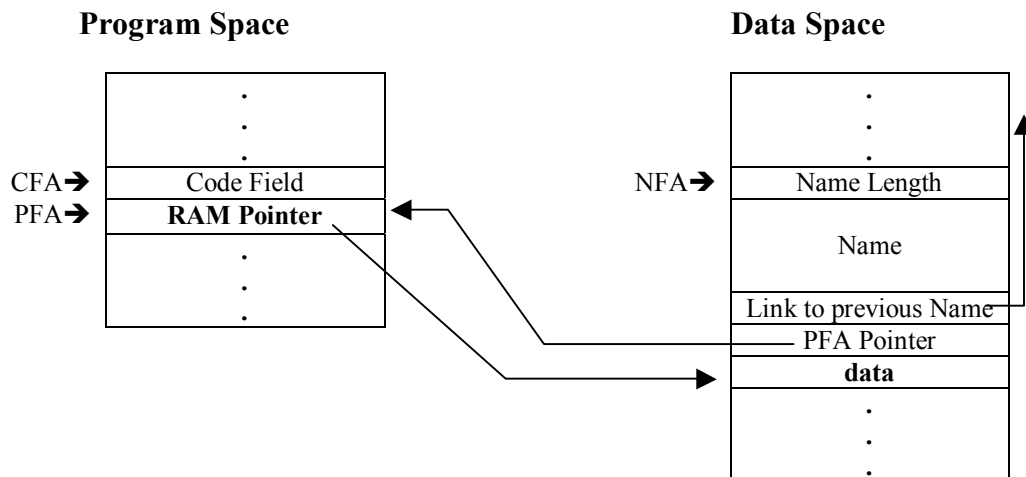 Program Space
Data Space
.
.
.
CFA➔
Code Field
PFA➔
RAM Pointer
.
.
.
.
.
.
NFA➔
Name Length
Name
Link to previous Name
PFA Pointer
data
.
.
.